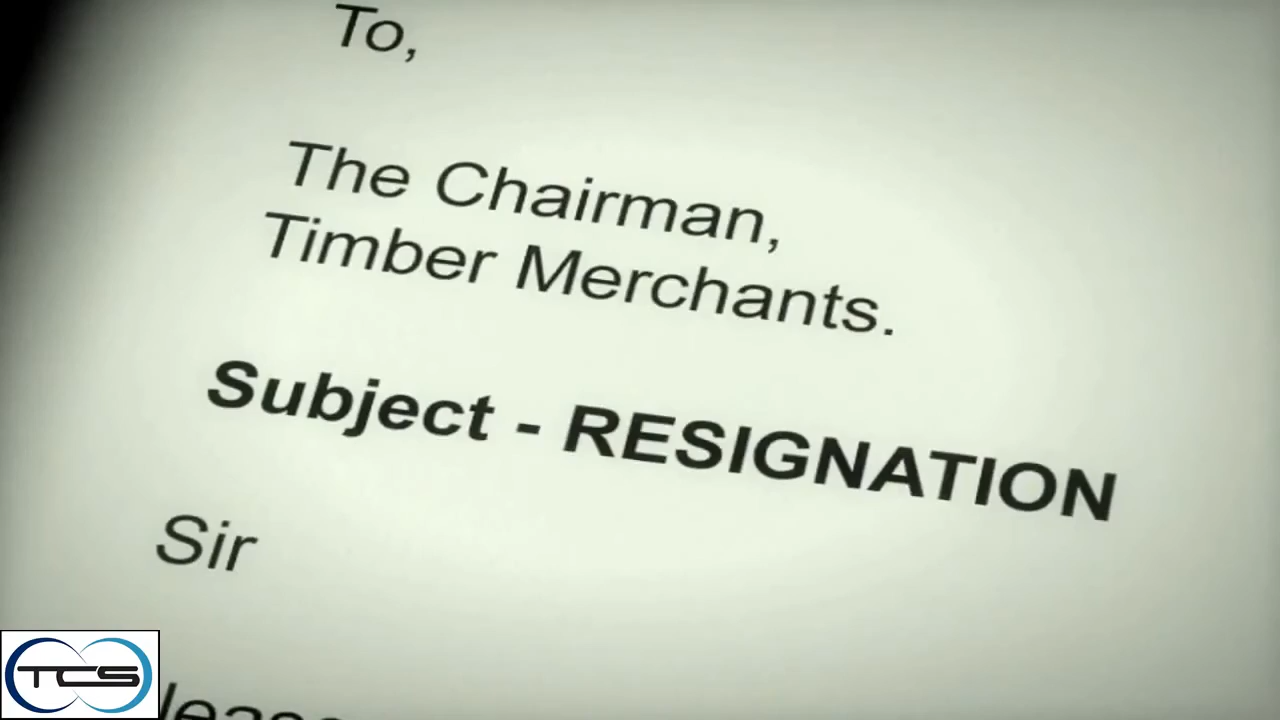 To,
The Chairman,
Timber Merchants.
Subject - RESIGNATION
Sir
TCS